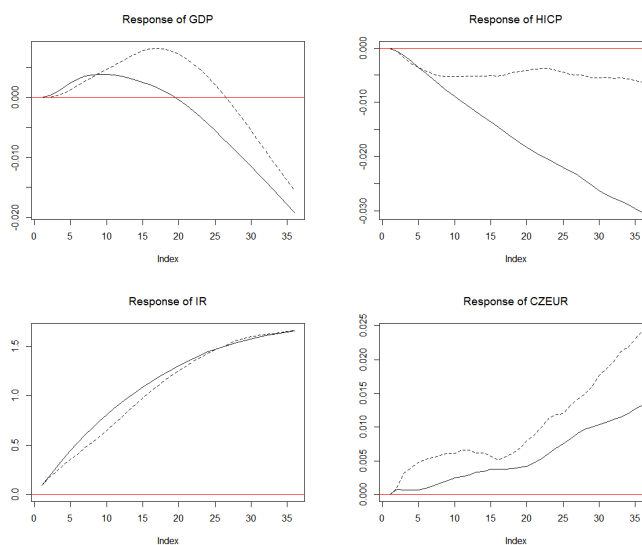 Response of GDP
0.000
-0.010
-0.020
0 5 10 15 20 25 30 35
Index
Response of HICP
0.000
-0.010
-0.020
-0.030
0 5 10 15 20 25 30 35
Index
Response of IR
1.5
1.0
0.5
0.0
0 5 10 15 20 25 30 35
Index
Response of CZEUR
0.025
0.020
0.015
0.010
0.005
0.000
0 5 10 15 20 25 30 35
Index